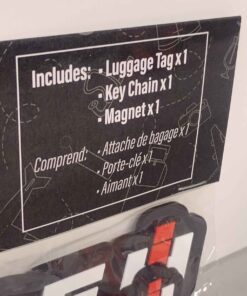 Includes: • Luggage Tag x 1
• Key Chain x 1
• Magnet x 1
Comprend: • Attache de bagage x 1
• Porte-clé x 1
• Aimant x 1